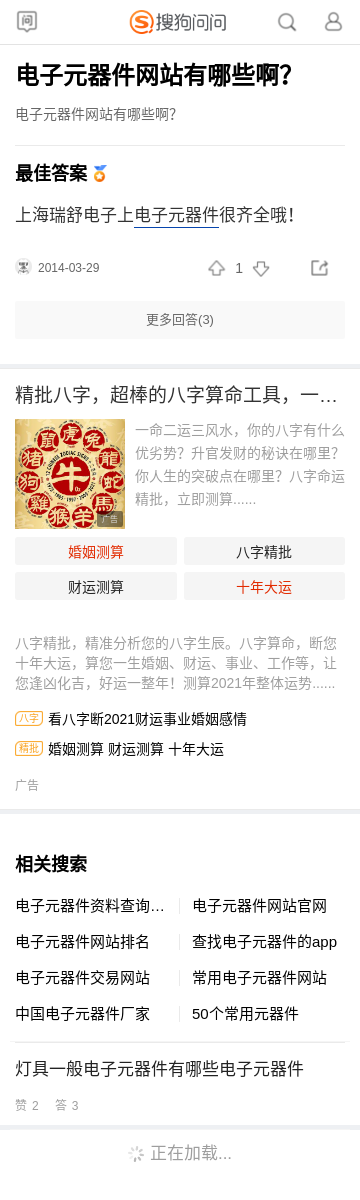 问
S 搜狗问问
电子元器件网站有哪些啊?
电子元器件网站有哪些啊?
最佳答案
上海瑞舒电子上电子元器件很齐全哦!
2014-03-29
1
更多回答(3)
精批八字，超棒的八字算命工具，一…
一命二运三风水，你的八字有什么
优劣势？升官发财的秘诀在哪里?
你人生的突破点在哪里？八字命运
精批，立即测算......
鼠虎兔龍蛇馬羊猴雞狗猪
牛
CHINESE ZODIAC SIGN
广告
婚姻测算
八字精批
财运测算
十年大运
八字精批，精准分析您的八字生辰。八字算命，断您
十年大运，算您一生婚姻、财运、事业、工作等，让
您逢凶化吉，好运一整年！测算2021年整体运势......
八字 看八字断2021财运事业婚姻感情
精批 婚姻测算 财运测算 十年大运
广告
相关搜索
电子元器件资料查询…
电子元器件网站官网
电子元器件网站排名
查找电子元器件的app
电子元器件交易网站
常用电子元器件网站
中国电子元器件厂家
50个常用元器件
灯具一般电子元器件有哪些电子元器件
赞 2 答 3
正在加载...